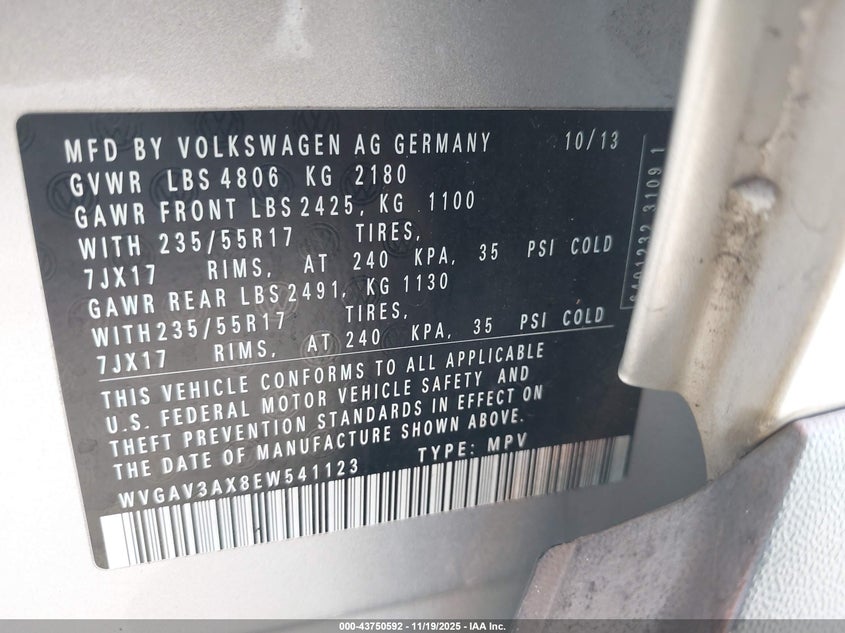 MFD BY VOLKSWAGEN AG GERMANY 10/13
GVWR LBS 4806 KG 2180
GAWR FRONT LBS 2425, KG 1100
WITH 235/55R17 TIRES,
7JX17 RIMS, AT 240 KPA, 35 PSI COLD
GAWR REAR LBS 2491, KG 1130
WITH 235/55R17 TIRES,
7JX17 RIMS, AT 240 KPA, 35 PSI COLD
THIS VEHICLE CONFORMS TO ALL APPLICABLE
U.S. FEDERAL MOTOR VEHICLE SAFETY AND
THEFT PREVENTION STANDARDS IN EFFECT ON
THE DATE OF MANUFACTURE SHOWN ABOVE.
WVGAV3AX8EW541123 TYPE: MPV
3109 1
000-43750592 - 11/19/2025 - IAA Inc.